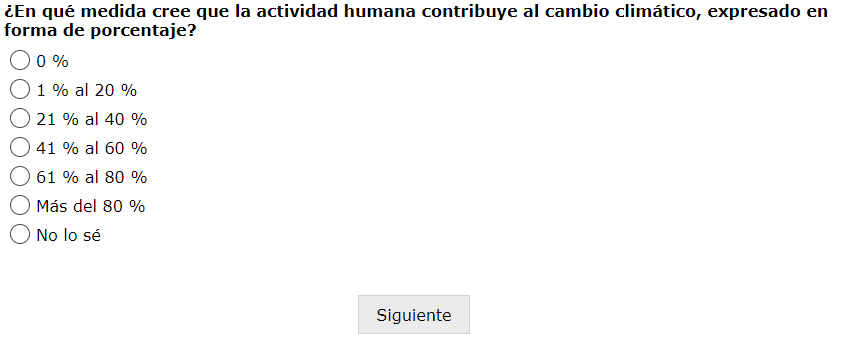 ¿En qué medida cree que la actividad humana contribuye al cambio climático, expresado en
forma de porcentaje?
0 %
1 % al 20 %
21 % al 40 %
41 % al 60 %
61 % al 80 %
Más del 80 %
No lo sé
Siguiente